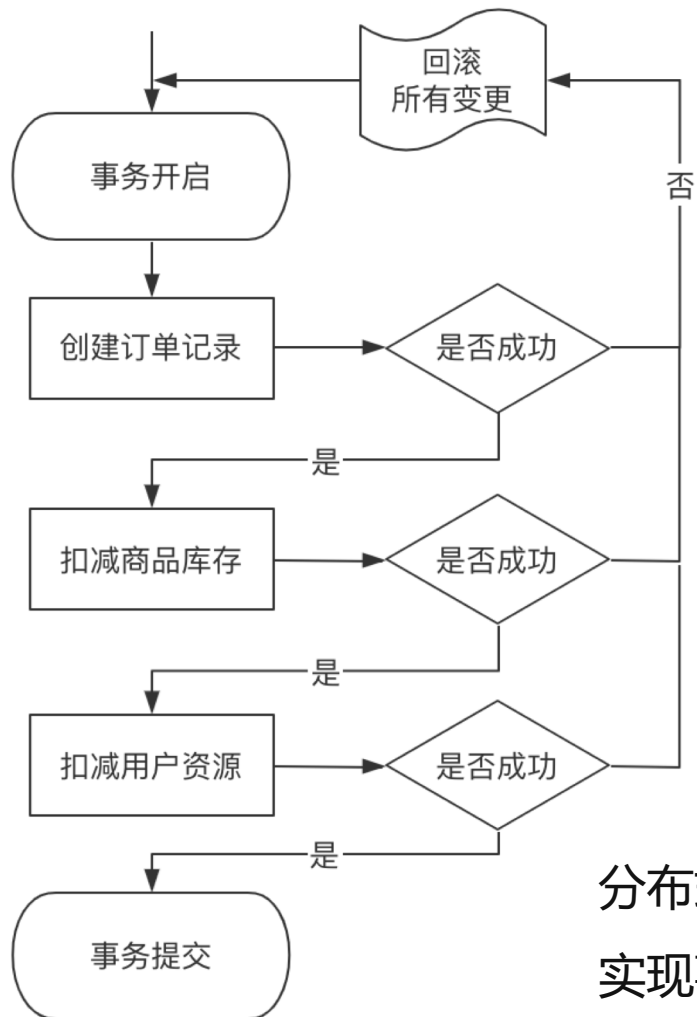 回滚
所有变更
事务开启
否
创建订单记录
是否成功
是
扣减商品库存
是否成功
是
扣减用户资源
是否成功
是
分布
事务提交
实现